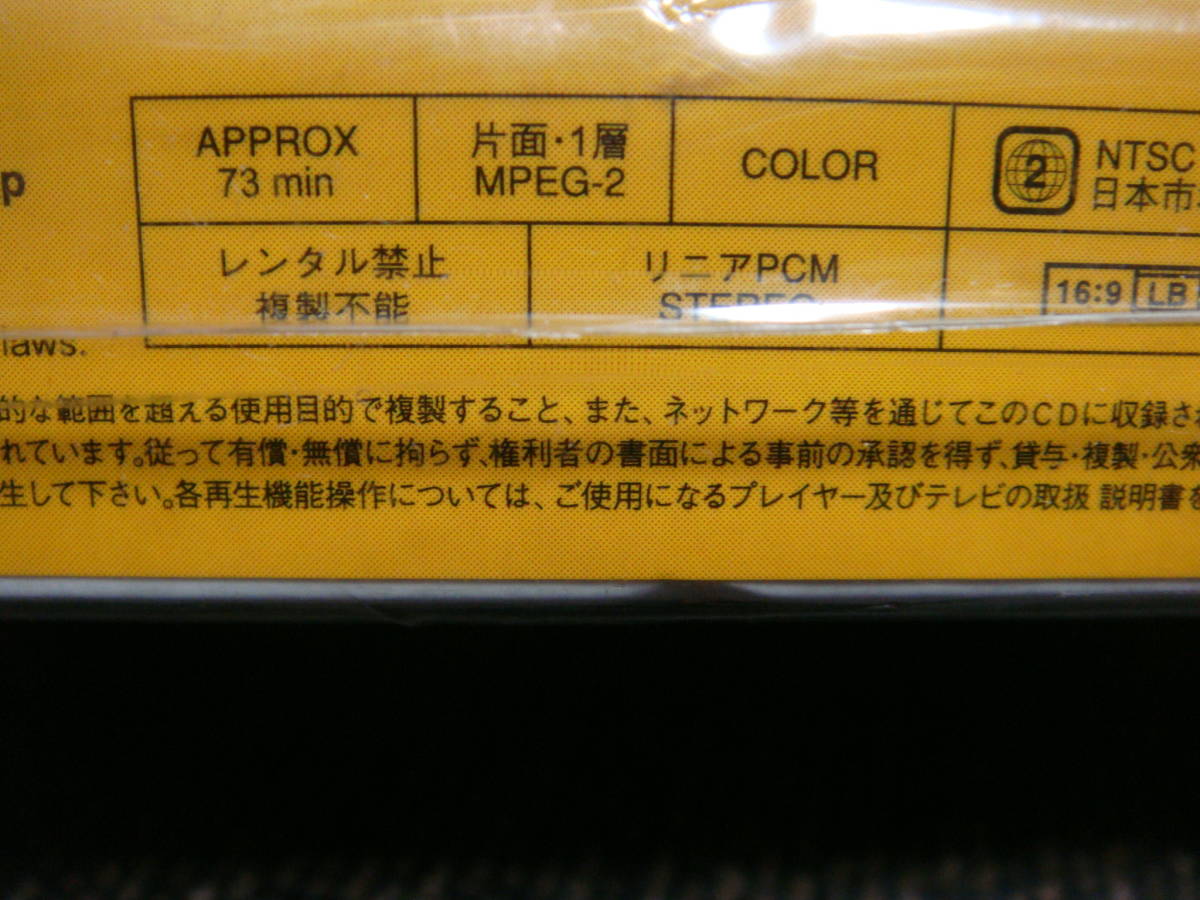 APPROX
73 min
片面・1層
MPEG-2
COLOR
2
NTSC
日本市
p
レンタル禁止
複製不能
リニアPCM
STEREO
16:9 LB
laws.
的な範囲を超える使用目的で複製すること、また、ネットワーク等を通じてこのCDに収録さ
れています。従って有償・無償に拘らず、権利者の書面による事前の承認を得ず、貸与・複製・公衆
生して下さい。各再生機能操作については、ご使用になるプレイヤー及びテレビの取扱 説明書を